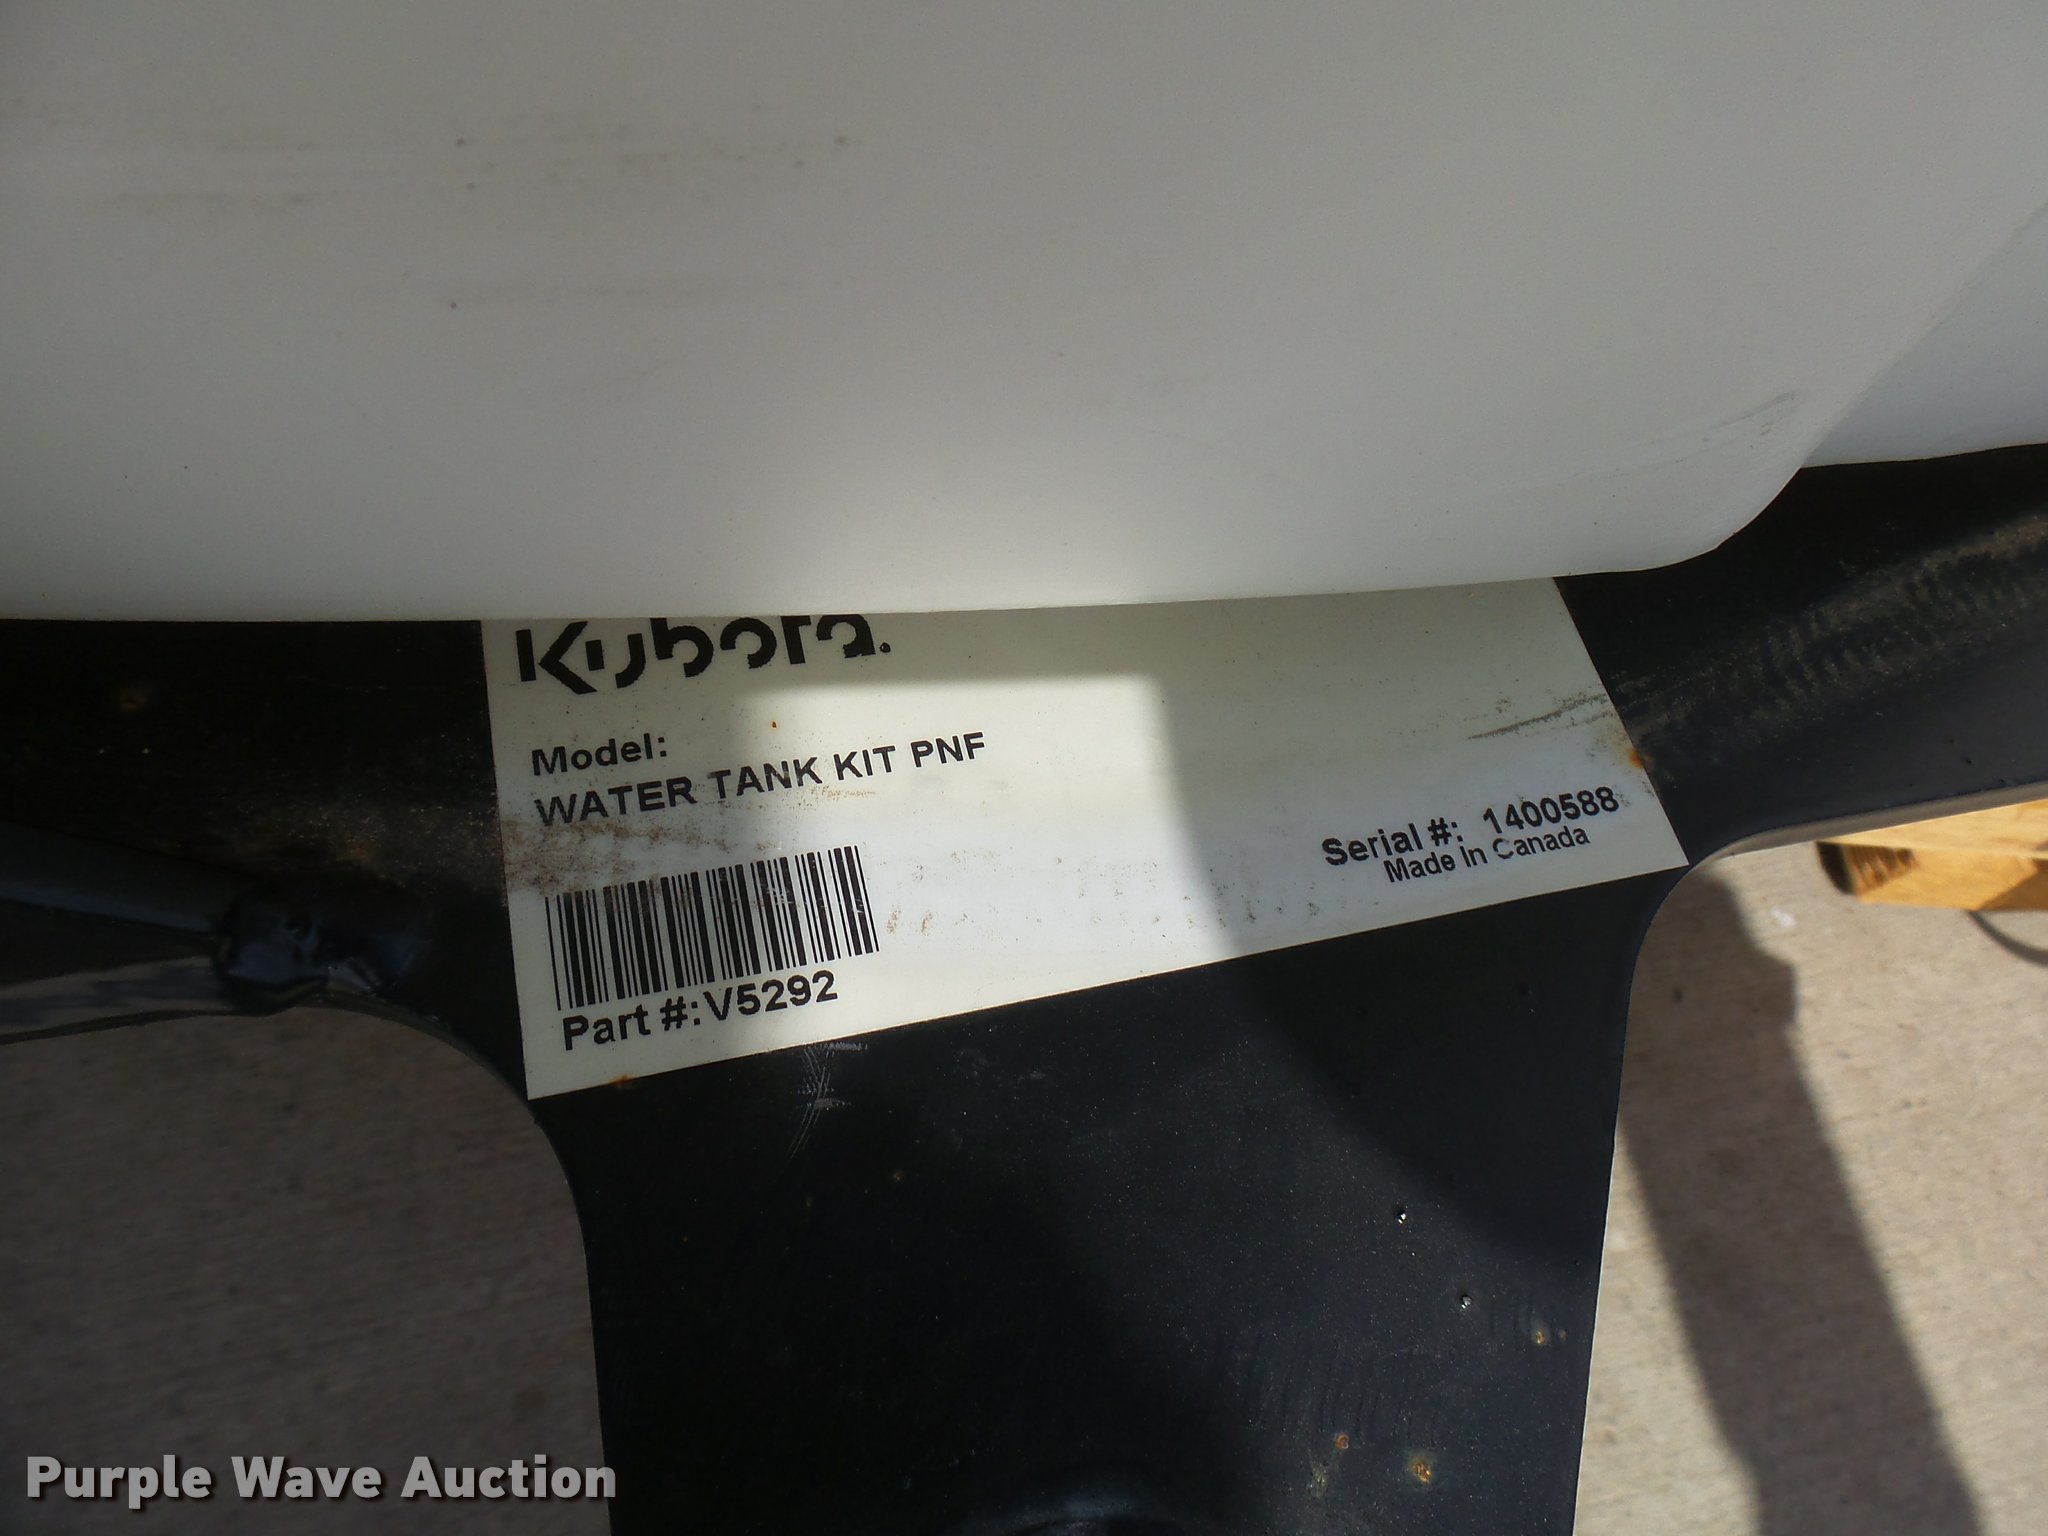 Kubota.
Model:
WATER TANK KIT PNF
Serial #: 1400588
Made In Canada
Part #:V5292
Purple Wave Auction